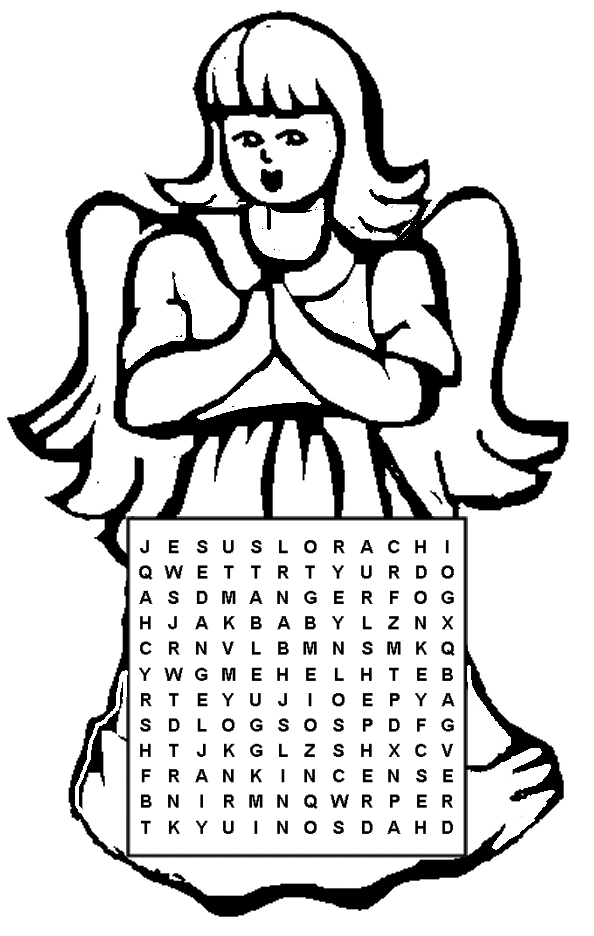 J E S U S L O R A C H I
Q W E T T R T Y U R D O
A S D M A N G E R F O G
H J A K B A B Y L Z N X
C R N V L B M N S M K Q
Y W G M E H E L H T E B
R T E Y U J I O E P Y A
S D L O G S O S P D F G
H T J K G L Z S H X C V
F R A N K I N C E N S E
B N I R M N Q W R P E R
T K Y U I N O S D A H D